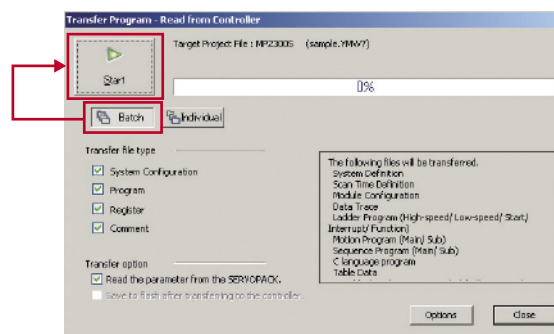 Transfer Program - Read from Controller
Target Project File : MP2300S (sample.YMW7)
Start
0%
Batch
Individual
Transfer file type
System Configuration
Program
Register
Comment
The following files will be transferred.
System Definition
Scan Time Definition
Module Configuration
Data Trace
Ladder Program (High-speed/ Low-speed/ Start/
Interrupt/ Function)
Motion Program (Main/ Sub)
Sequence Program (Main/ Sub)
C language program
Table Data
Transfer option
Read the parameter from the SERVOPACK.
Save to flash after transferring to the controller.
Options
Close